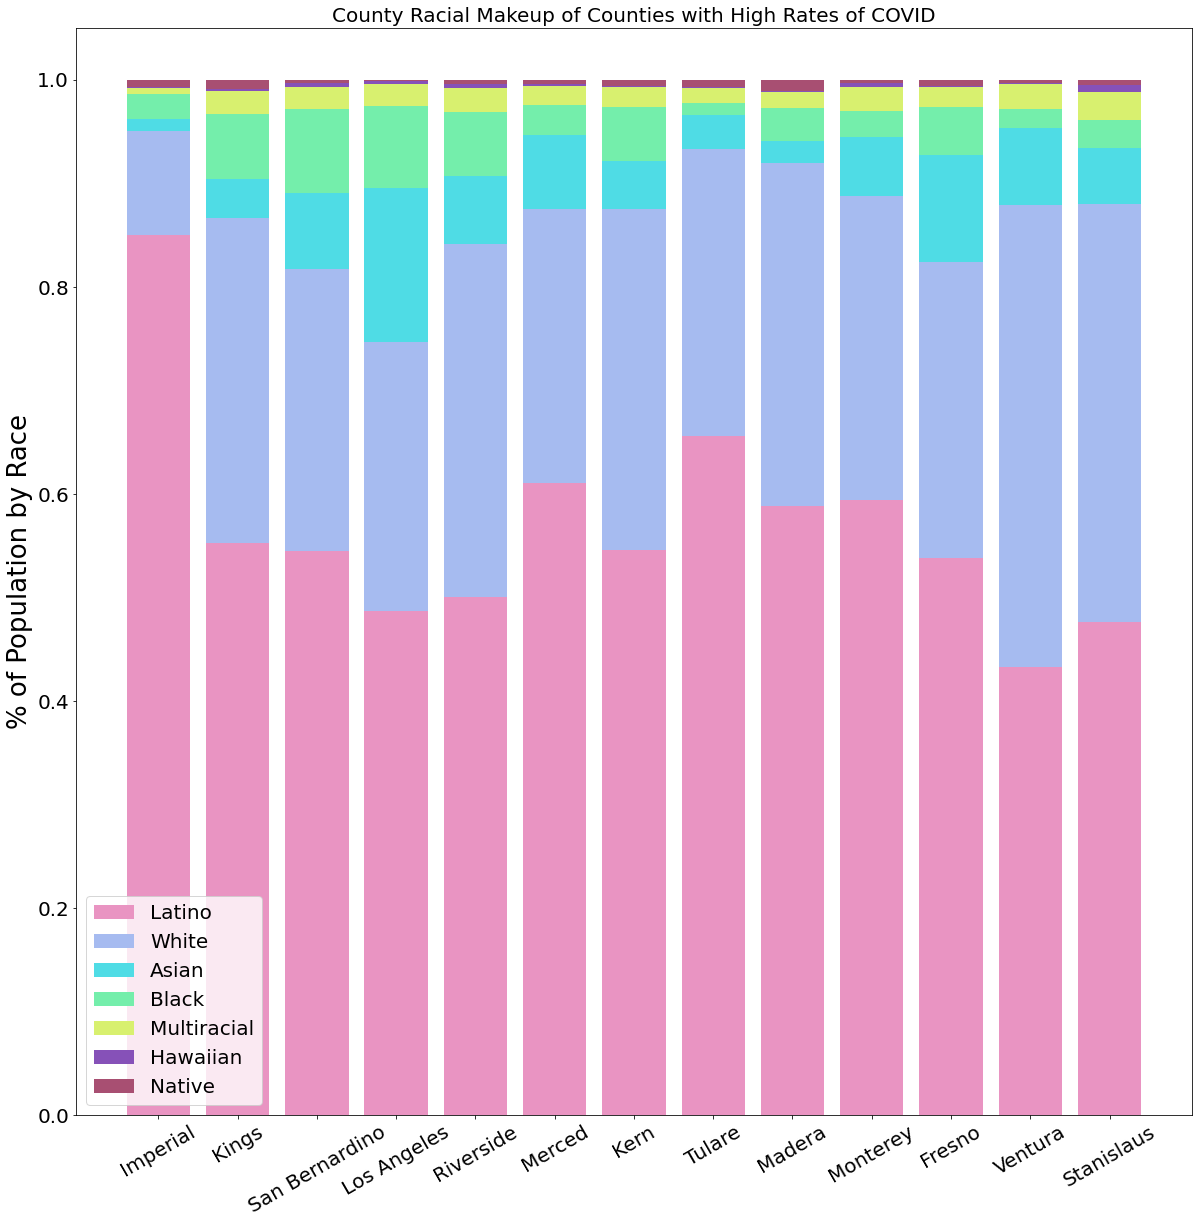 County Racial Makeup of Counties with High Rates of COVID
% of Population by Race
1.0
0.8
0.6
0.4
0.2
0.0
Latino
White
Asian
Black
Multiracial
Hawaiian
Native
Imperial
Kings
San Bernardino
Los Angeles
Riverside
Merced
Kern
Tulare
Madera
Monterey
Fresno
Ventura
Stanislaus